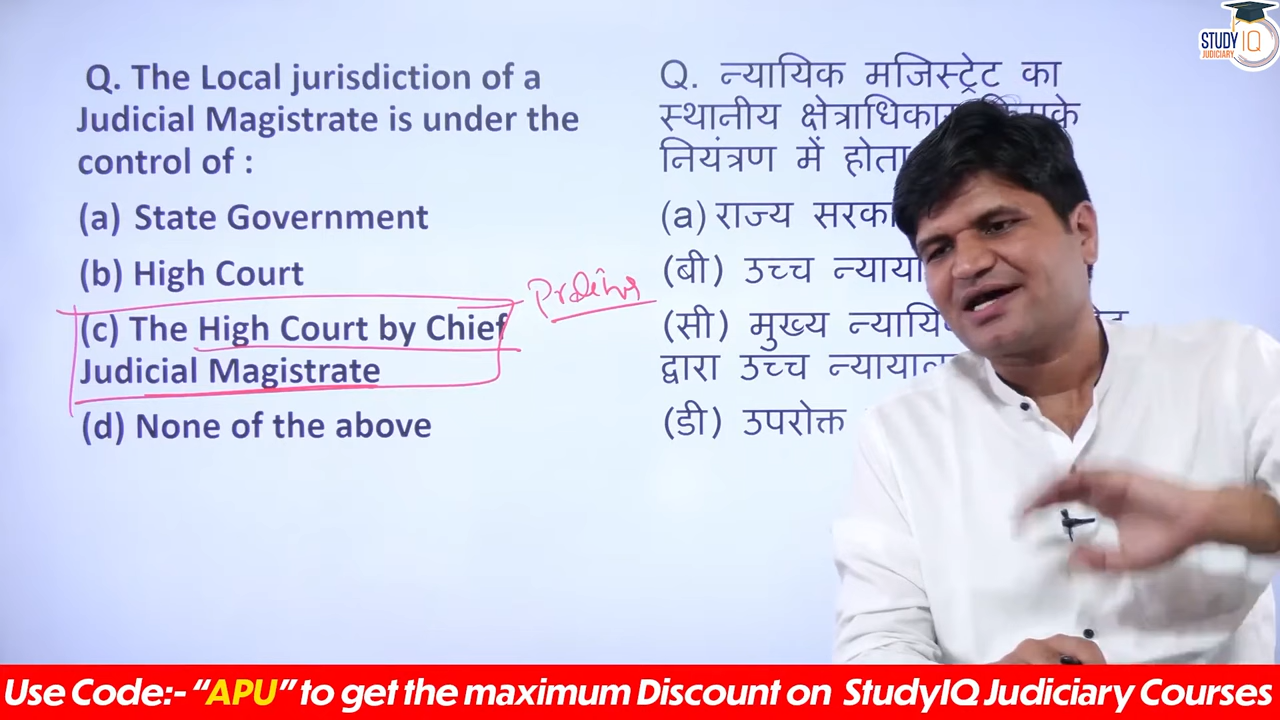 STUDY IQ
JUDICIARY
Q. The Local jurisdiction of a
Judicial Magistrate is under the
control of :
(a) State Government
(b) High Court
(c) The High Court by Chief
Judicial Magistrate
(d) None of the above
Q. न्यायिक मजिस्ट्रेट का
स्थानीय क्षेत्राधिकार
नियंत्रण में होता
(a) राज्य
(बी) उच्च
(सी) मुख्य
द्वारा उच्च
(डी) उपरोक्त
Use Code:- “APU” to get the maximum Discount on StudyIQ Judiciary Courses